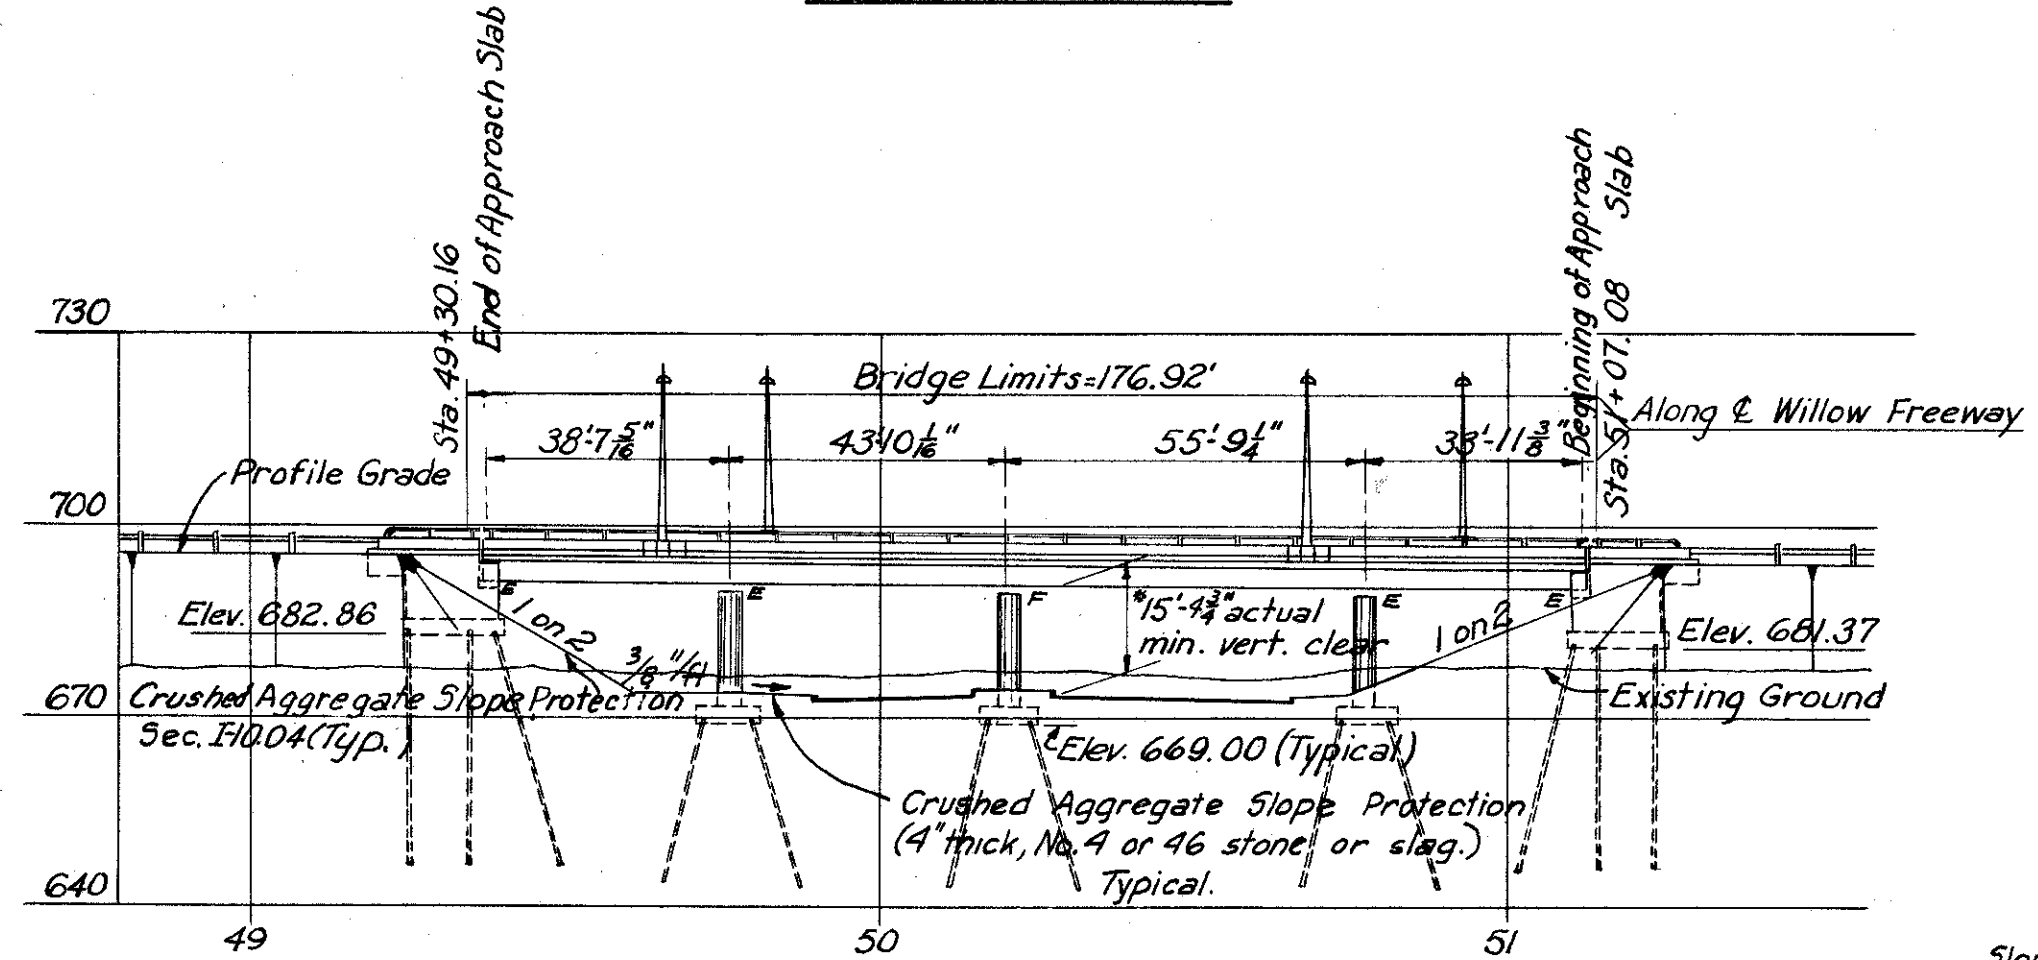 Sta. 49+30.16
End of Approach Slab
Beginning of Approach
Sta. 51+07.08 Slab
730
Bridge Limits=176.92'
Along ℄ Willow Freeway
38'-7 5/16"
43'-10 1/16"
55'-9 1/4"
33'-11 3/8"
Profile Grade
700
E
E
F
E
E
Elev. 682.86
1 on 2
*15'-4 3/4" actual
min. vert. clear
1 on 2
Elev. 681.37
3/8"/ft
670
Crushed Aggregate Slope Protection
Sec. I-10.04 (Typ.)
Existing Ground
Elev. 669.00 (Typical)
Crushed Aggregate Slope Protection
(4" thick, No. 4 or 46 stone or slag.)
Typical.
640
49
50
51